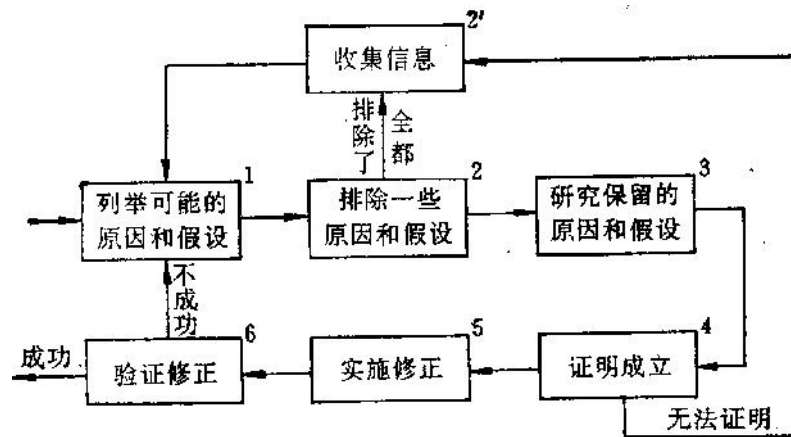 2'
收集信息
排除了
全都
1
列举可能的
原因和假设
2
排除一些
原因和假设
3
研究保留的
原因和假设
不成功
6
验证修正
5
实施修正
4
证明成立
成功
无法证明